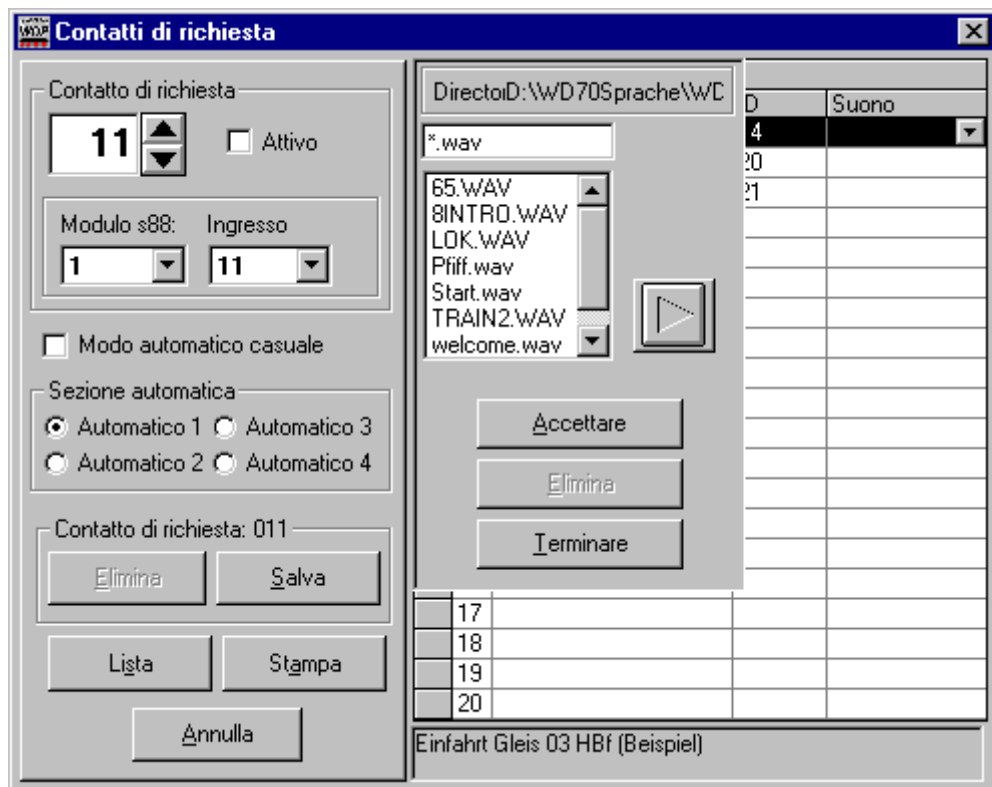 Contatti di richiesta
Contatto di richiesta
11
Attivo
Modulo s88:
Ingresso
1
11
Modo automatico casuale
Sezione automatica
Automatico 1
Automatico 3
Automatico 2
Automatico 4
Contatto di richiesta: 011
Elimina
Salva
Lista
Stampa
Annulla
D:\WD70Sprache\WD
*.wav
65.WAV
8INTRO.WAV
LOK.WAV
Pfiff.wav
Start.wav
TRAIN2.WAV
welcome.wav
Accettare
Elimina
Terminare
D
Suono
4
20
21
17
18
19
20
Einfahrt Gleis 03 HBf (Beispiel)